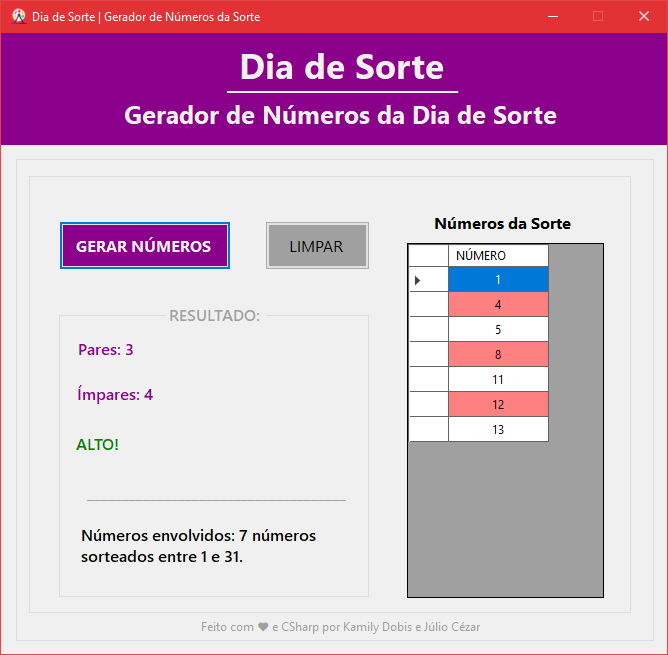 Dia de Sorte | Gerador de Números da Sorte
Dia de Sorte
Gerador de Números da Dia de Sorte
GERAR NÚMEROS
LIMPAR
RESULTADO:
Pares: 3
Ímpares: 4
ALTO!
Números envolvidos: 7 números
sorteados entre 1 e 31.
Números da Sorte
NÚMERO
1
4
5
8
11
12
13
Feito com ❤ e CSharp por Kamily Dobis e Júlio Cézar